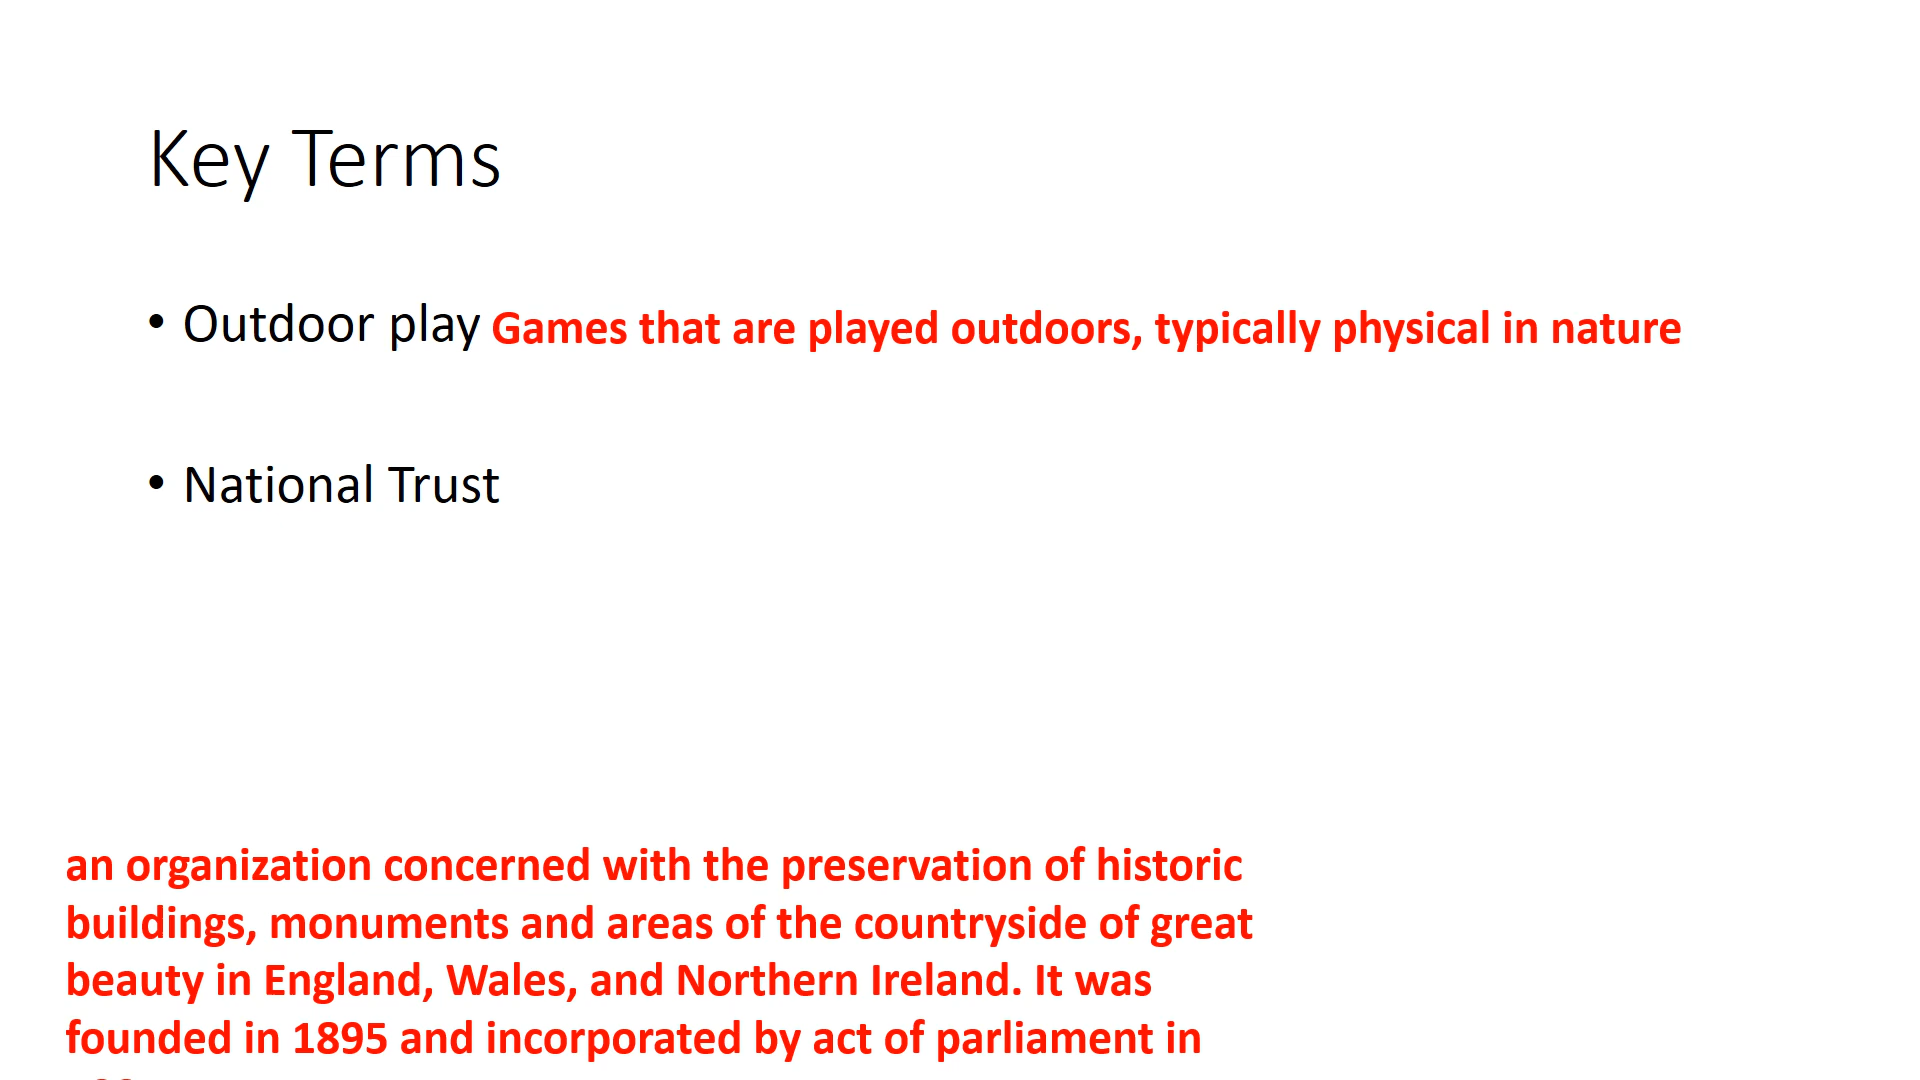 Key Terms
• Outdoor play Games that are played outdoors, typically physical in nature
• National Trust
an organization concerned with the preservation of historic
buildings, monuments and areas of the countryside of great
beauty in England, Wales, and Northern Ireland. It was
founded in 1895 and incorporated by act of parliament in